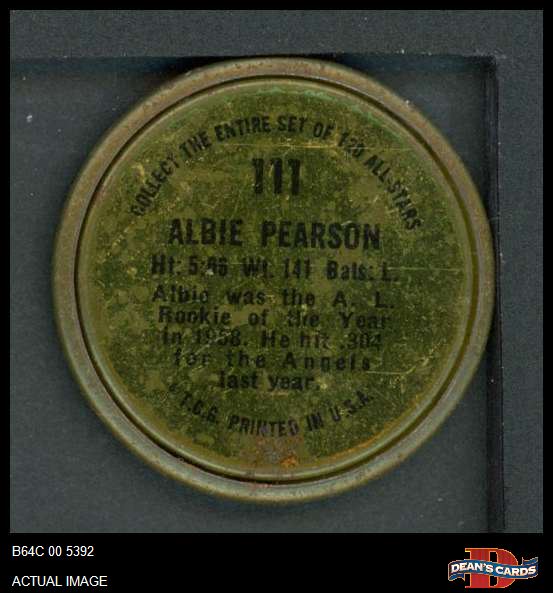 COLLECT THE ENTIRE SET OF 120 ALL-STARS
111
ALBIE PEARSON
Ht: 5:06 Wt. 141 Bats: L.
Albie was the A. L.
Rookie of the Year
in 1958. He hit .304
for the Angels
last year.
T.C.G. PRINTED IN U.S.A.
B64C 00 5392
ACTUAL IMAGE
D
DEAN'S CARDS